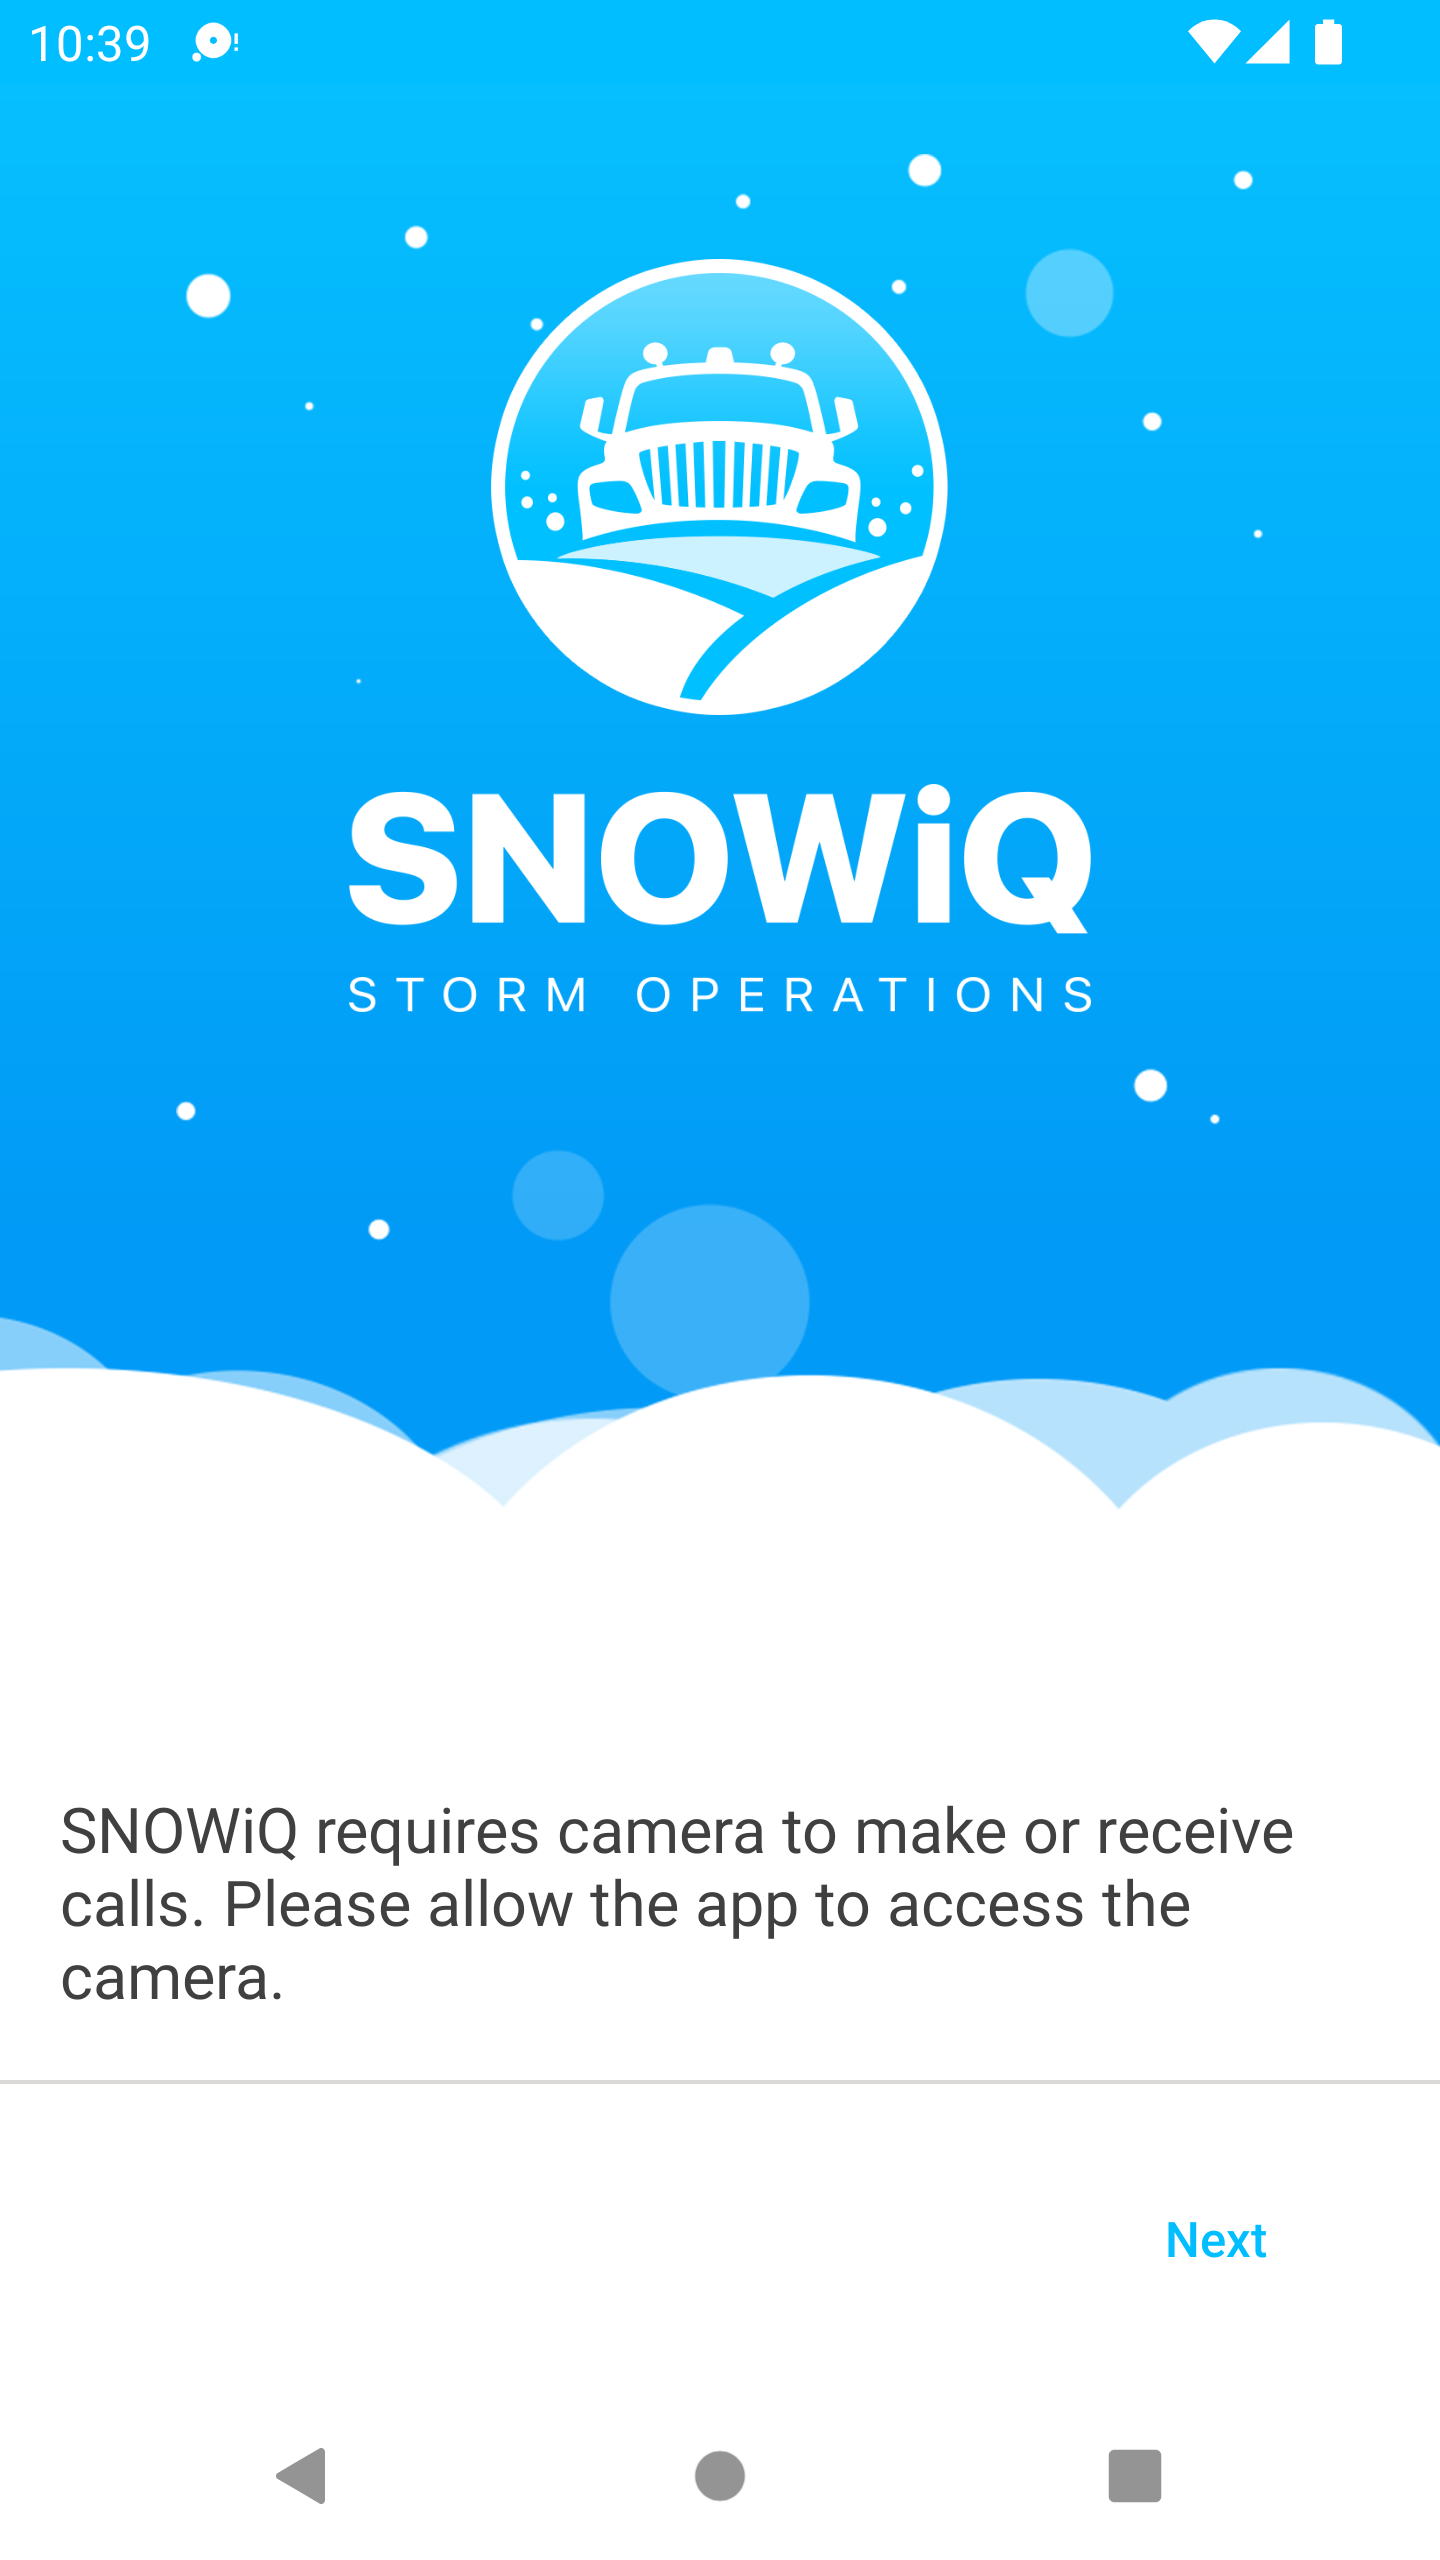 10:39
SNOWiQ
STORM OPERATIONS
SNOWiQ requires camera to make or receive
calls. Please allow the app to access the
camera.
Next